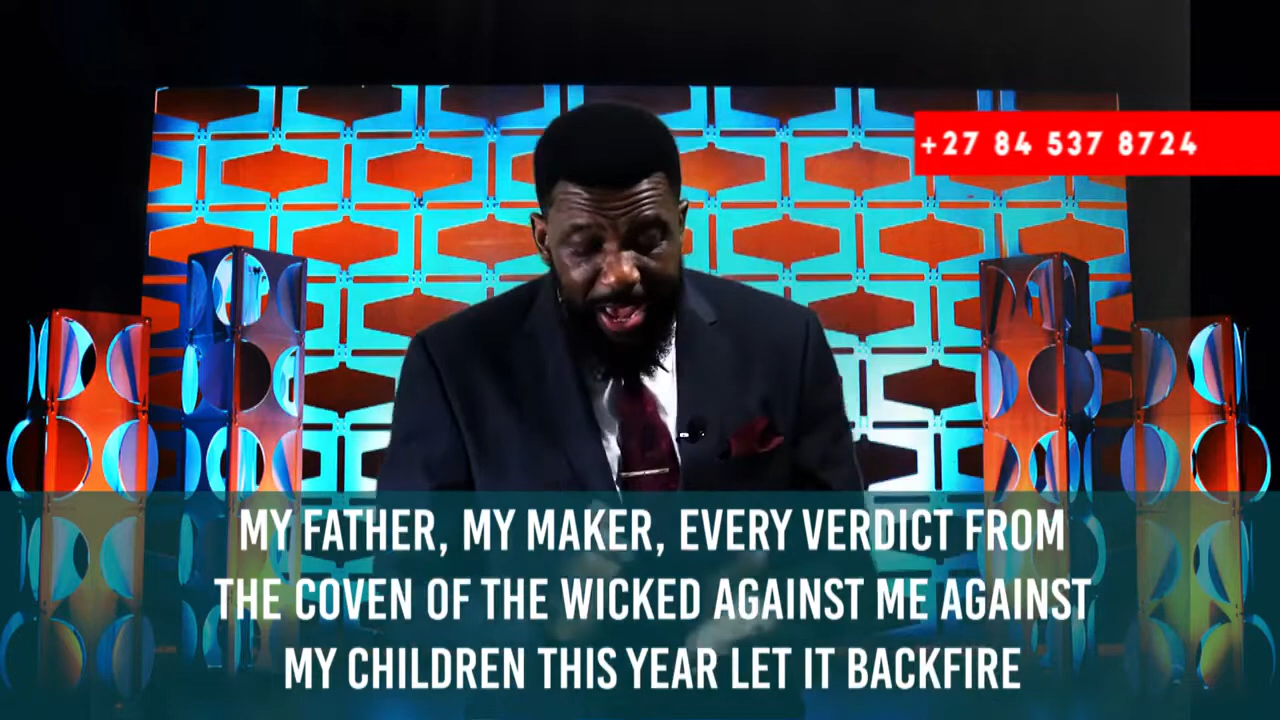 +27 84 537 8724
MY FATHER, MY MAKER, EVERY VERDICT FROM
THE COVEN OF THE WICKED AGAINST ME AGAINST
MY CHILDREN THIS YEAR LET IT BACKFIRE